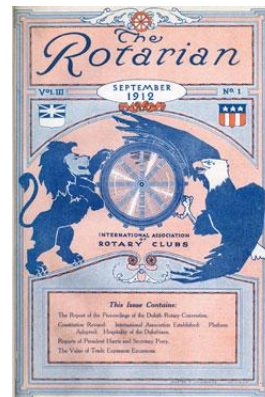 The
Rotarian
SEPTEMBER
1912
VOL. III
No. 1
INTERNATIONAL ASSOCIATION
OF
ROTARY CLUBS
This Issue Contains:
The Report of the Proceedings of the Duluth Rotary Convention.
Constitution Revised. International Association Established. Platform
Adopted. Hospitality of the Duluthians.
Reports of President Harris and Secretary Perry.
The Value of Trade Extension Excursions.